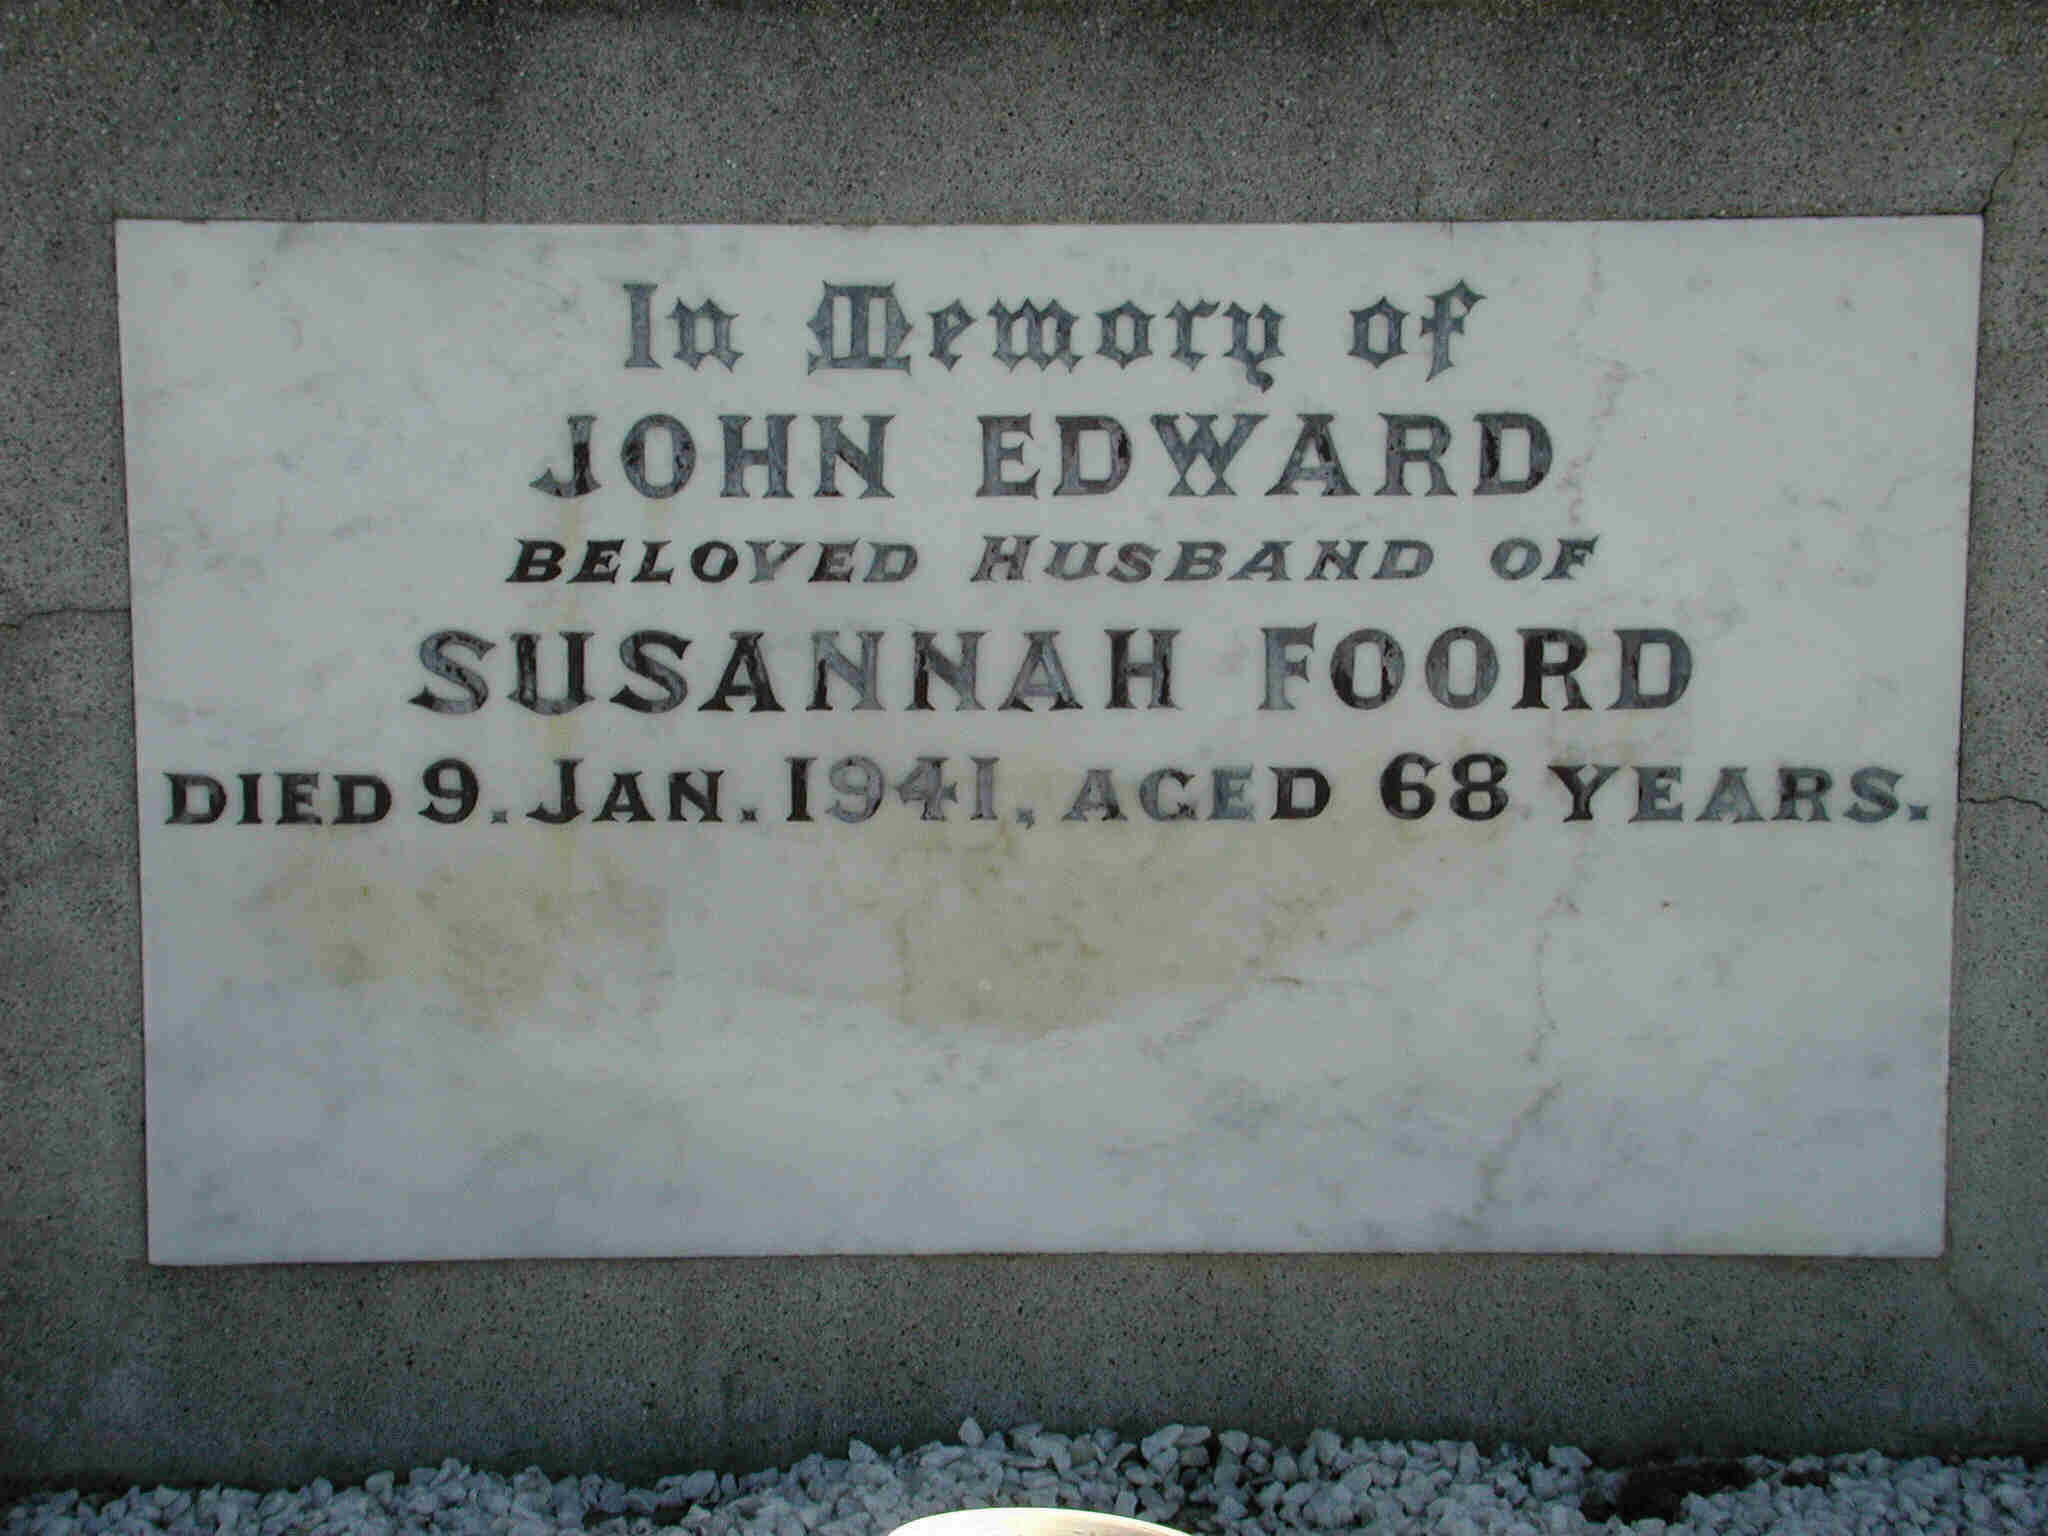 In Memory of
JOHN EDWARD
BELOVED HUSBAND OF
SUSANNAH FOORD
DIED 9. JAN. 1941, AGED 68 YEARS.